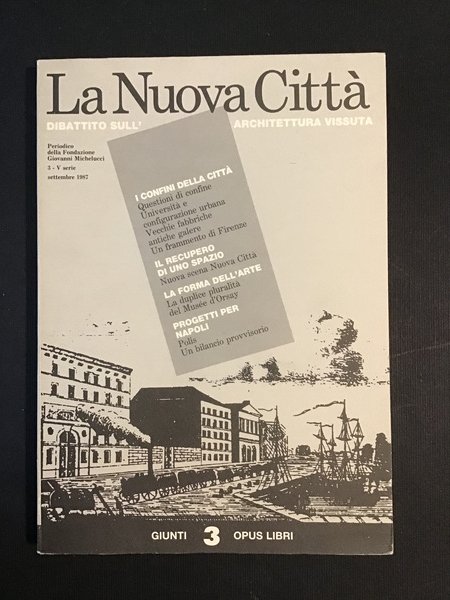 La Nuova Città
DIBATTITO SULL' ARCHITETTURA VISSUTA
Periodico
della Fondazione
Giovanni Michelucci
3 - V serie
settembre 1987
I CONFINI DELLA CITTÀ
Questioni di confine
Università e
configurazione urbana
Vecchie fabbriche
antiche galere
Un frammento di Firenze
IL RECUPERO
DI UNO SPAZIO
Nuova scena Nuova Città
LA FORMA DELL'ARTE
La duplice pluralità
del Musée d'Orsay
PROGETTI PER
NAPOLI
Polis
Un bilancio provvisorio
GIUNTI 3 OPUS LIBRI